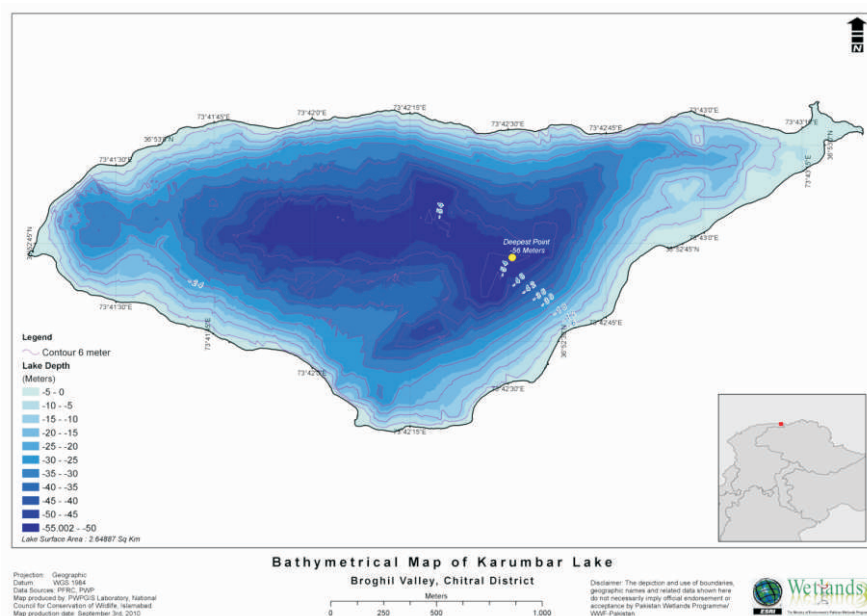 N
73°42'15"E
73°41'45"E
73°42'0"E
73°42'30"E
73°42'45"E
73°43'0"E
73°43'15"E
36°53'0"N
36°53'0"N
73°41'30"E
73°43'15"E
-54
Deepest Point
-56 Meters
36°52'45"N
73°43'0"E
36°52'45"N
-54
-48
-42
-36
-30
-24
73°41'30"E
73°41'45"E
73°42'45"E
36°52'30"N
73°42'0"E
73°42'30"E
73°42'15"E
Legend
Contour 6 meter
Lake Depth
(Meters)
-5 - 0
-10 - -5
-15 - -10
-20 - -15
-25 - -20
-30 - -25
-35 - -30
-40 - -35
-45 - -40
-50 - -45
-55.002 - -50
Lake Surface Area : 2.64887 Sq Km
Bathymetrical Map of Karumbar Lake
Broghil Valley, Chitral District
Meters
0 250 500 1,000
Projection: Geographic
Datum: WGS 1984
Data Sources: PFRC, PWP
Map produced by: PWPGIS Laboratory, National
Council for Conservation of Wildlife, Islamabad
Map production date: September 3rd, 2010
Disclaimer: The depiction and use of boundaries,
geographic names and related data shown here
do not necessarily imply official endorsement or
acceptance by Pakistan Wetlands Programme/
WWF-Pakistan
ESRI
Wetlands